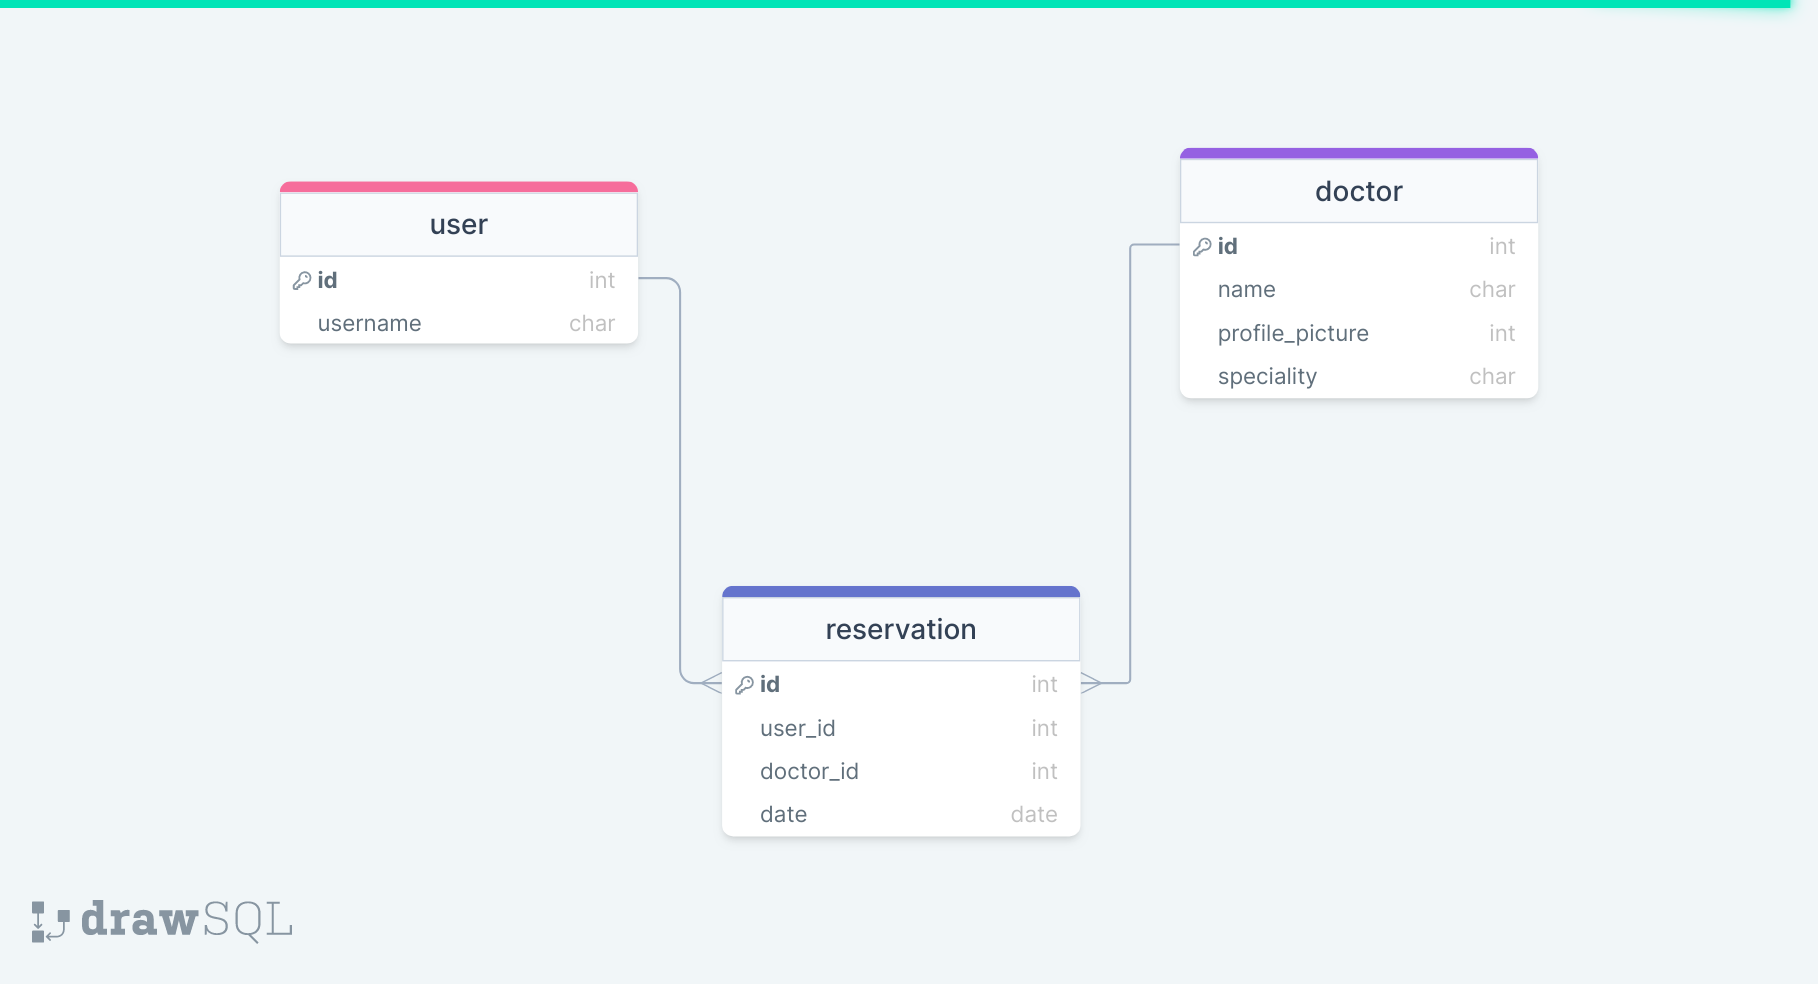 user
id int
username char
doctor
id int
name char
profile_picture int
speciality char
reservation
id int
user_id int
doctor_id int
date date
drawSQL